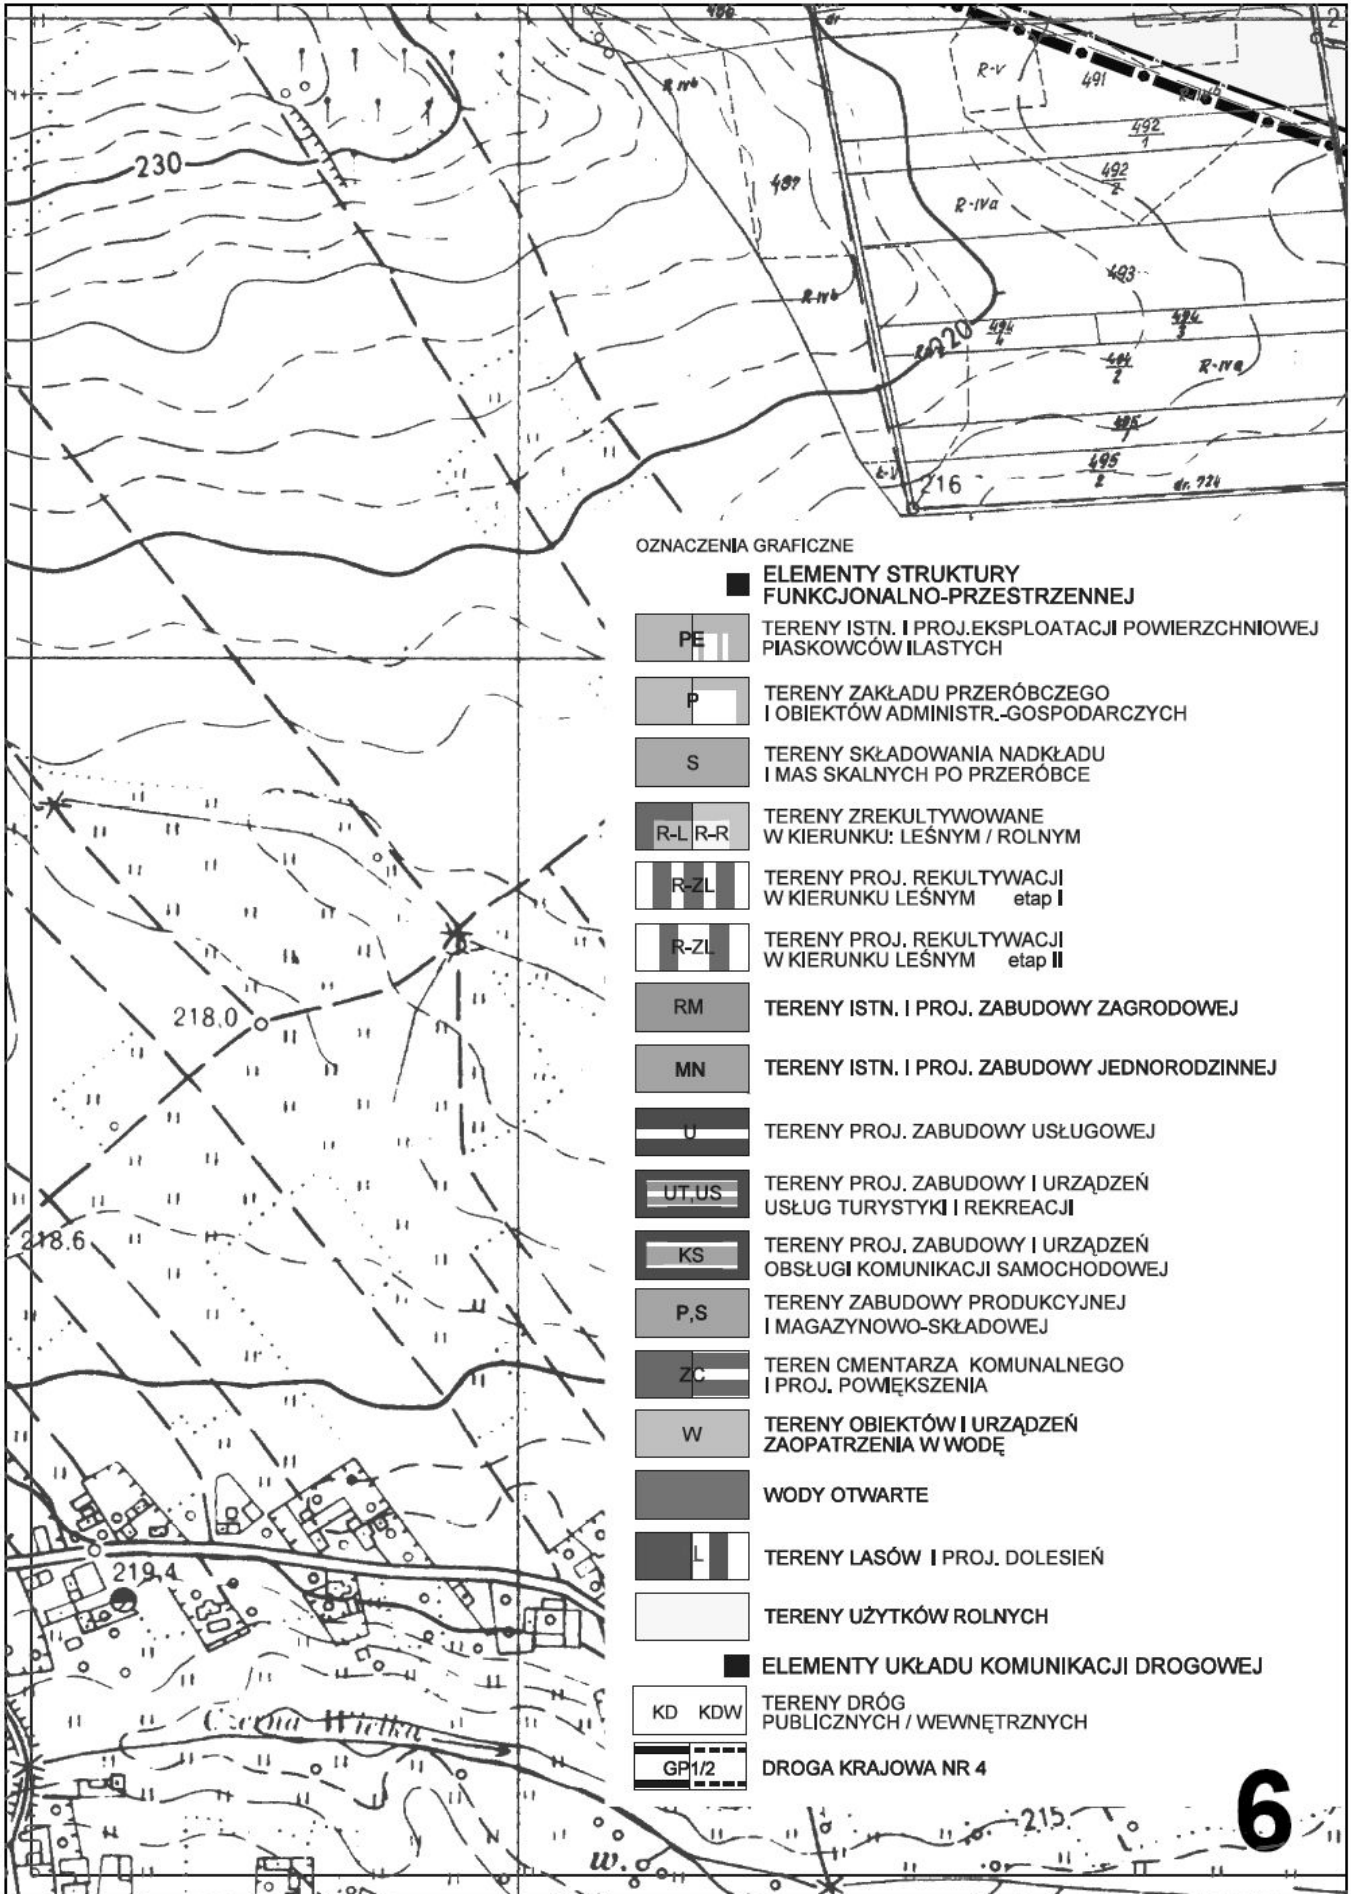 480
dr
2
R-V
491
R-IVb
R IVb
492
1
492
2
487
R-IVa
493
R-IVb
230
220
494
4
494
3
494
2
R-IVa
495
1
495
2
216
dr. 724
OZNACZENIA GRAFICZNE
ELEMENTY STRUKTURY
FUNKCJONALNO-PRZESTRZENNEJ
PE
TERENY ISTN. I PROJ.EKSPLOATACJI POWIERZCHNIOWEJ
PIASKOWCÓW ILASTYCH
P
TERENY ZAKŁADU PRZERÓBCZEGO
I OBIEKTÓW ADMINISTR.-GOSPODARCZYCH
S
TERENY SKŁADOWANIA NADKŁADU
I MAS SKALNYCH PO PRZERÓBCE
R-L R-R
TERENY ZREKULTYWOWANE
W KIERUNKU: LEŚNYM / ROLNYM
R-ZL
TERENY PROJ. REKULTYWACJI
W KIERUNKU LEŚNYM etap I
R-ZL
TERENY PROJ. REKULTYWACJI
W KIERUNKU LEŚNYM etap II
RM
TERENY ISTN. I PROJ. ZABUDOWY ZAGRODOWEJ
MN
TERENY ISTN. I PROJ. ZABUDOWY JEDNORODZINNEJ
U
TERENY PROJ. ZABUDOWY USŁUGOWEJ
UT,US
TERENY PROJ. ZABUDOWY I URZĄDZEŃ
USŁUG TURYSTYKI I REKREACJI
KS
TERENY PROJ. ZABUDOWY I URZĄDZEŃ
OBSŁUGI KOMUNIKACJI SAMOCHODOWEJ
P,S
TERENY ZABUDOWY PRODUKCYJNEJ
I MAGAZYNOWO-SKŁADOWEJ
ZC
TEREN CMENTARZA KOMUNALNEGO
I PROJ. POWIĘKSZENIA
W
TERENY OBIEKTÓW I URZĄDZEŃ
ZAOPATRZENIA W WODĘ
WODY OTWARTE
L
TERENY LASÓW I PROJ. DOLESIEŃ
TERENY UŻYTKÓW ROLNYCH
ELEMENTY UKŁADU KOMUNIKACJI DROGOWEJ
KD KDW
TERENY DRÓG
PUBLICZNYCH / WEWNĘTRZNYCH
GP1/2
DROGA KRAJOWA NR 4
218.0
218.6
219.4
Czerna Wielka
215.
w.
6